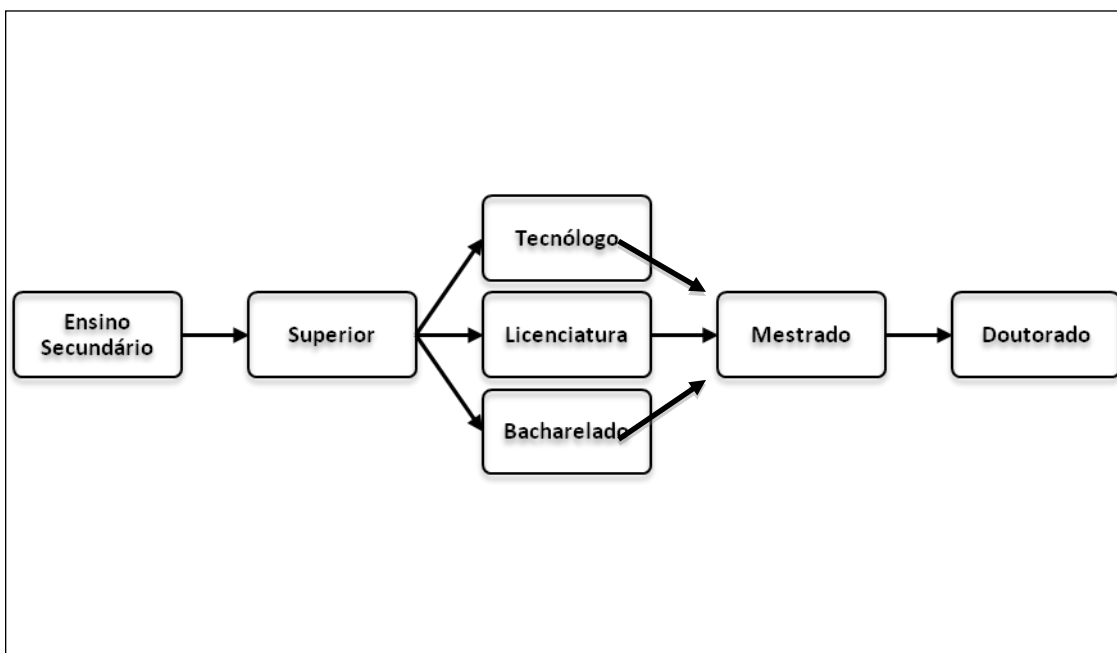 Ensino
Secundário
Superior
Tecnólogo
Licenciatura
Bacharelado
Mestrado
Doutorado